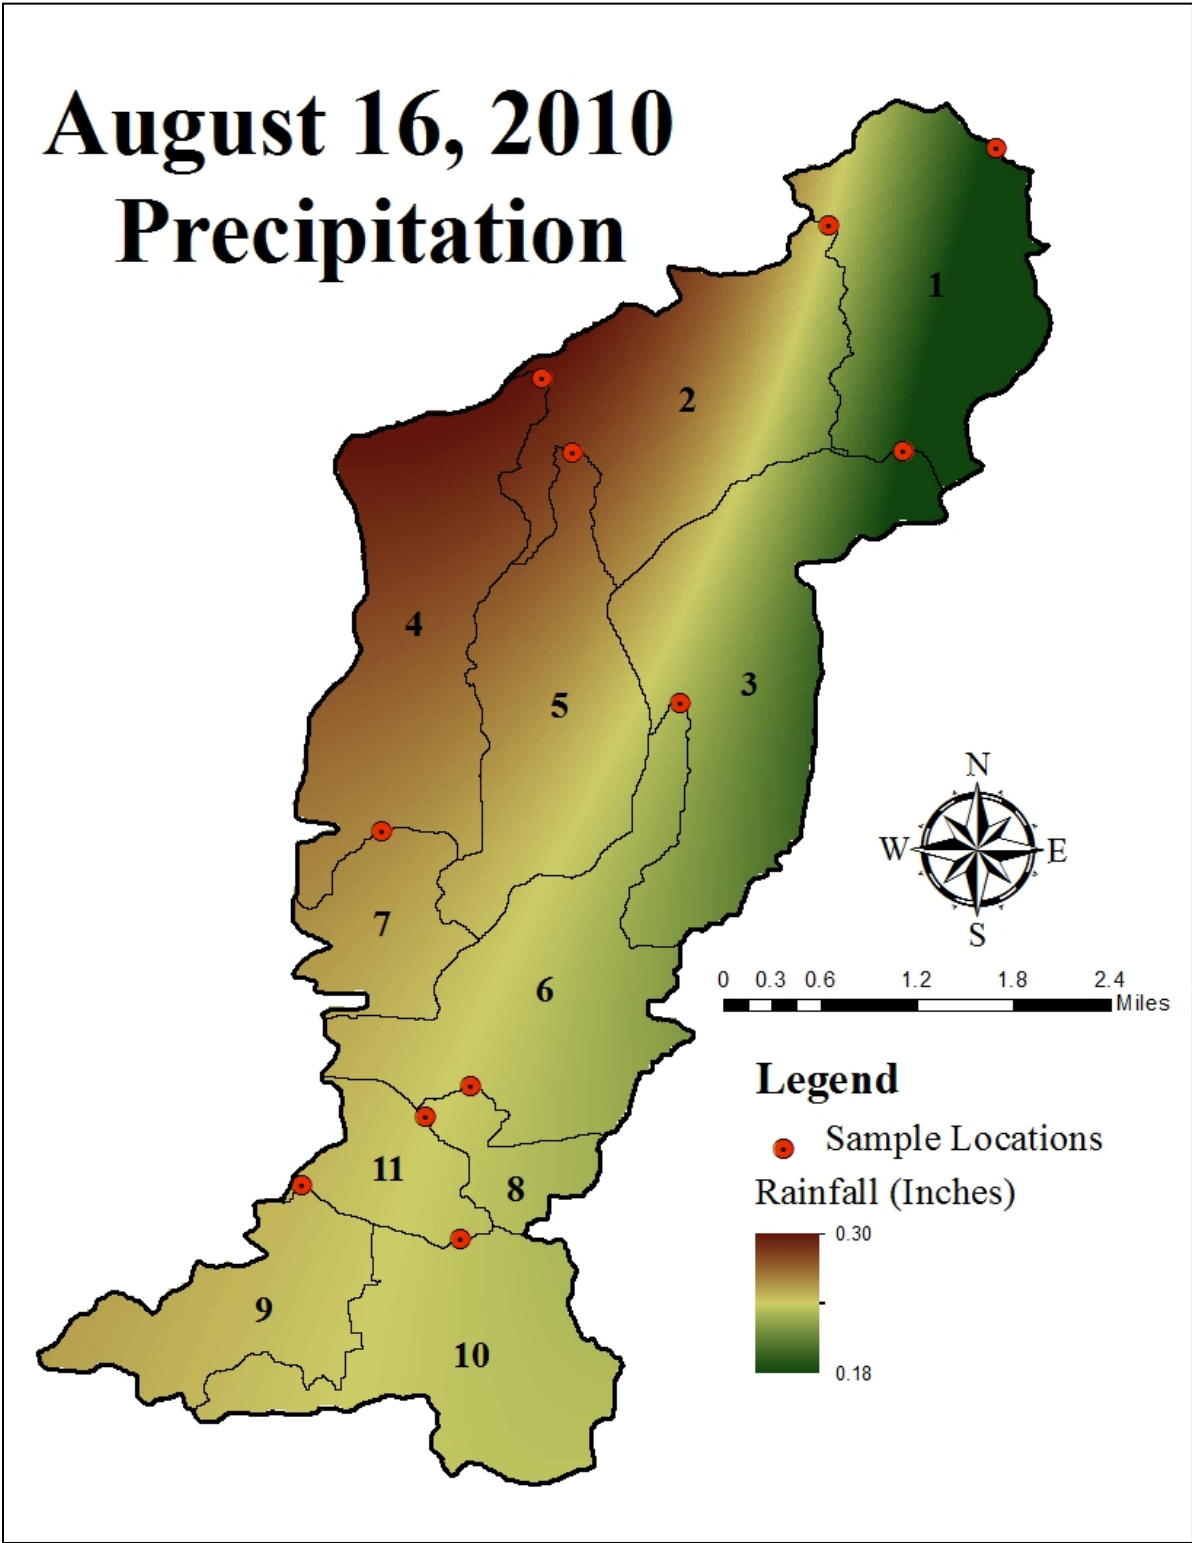 August 16, 2010
Precipitation
1
2
4
5
3
7
6
11
8
9
10
N
W E
S
0 0.3 0.6 1.2 1.8 2.4
Miles
Legend
Sample Locations
Rainfall (Inches)
0.30
0.18